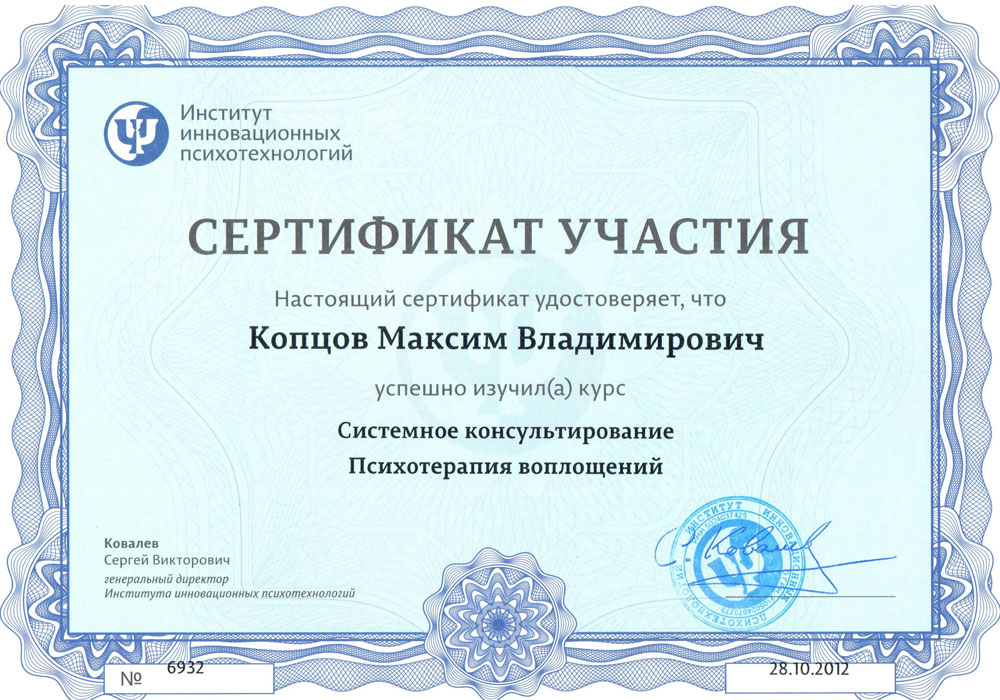 Институт
инновационных
психотехнологий
СЕРТИФИКАТ УЧАСТИЯ
Настоящий сертификат удостоверяет, что
Копцов Максим Владимирович
успешно изучил(а) курс
Системное консультирование
Психотерапия воплощений
Ковалев
Сергей Викторович
генеральный директор
Института инновационных психотехнологий
ИНСТИТУТ ИННОВАЦИОННЫХ ПСИХОТЕХНОЛОГИЙ
С Ковалев
№ 6932
28.10.2012